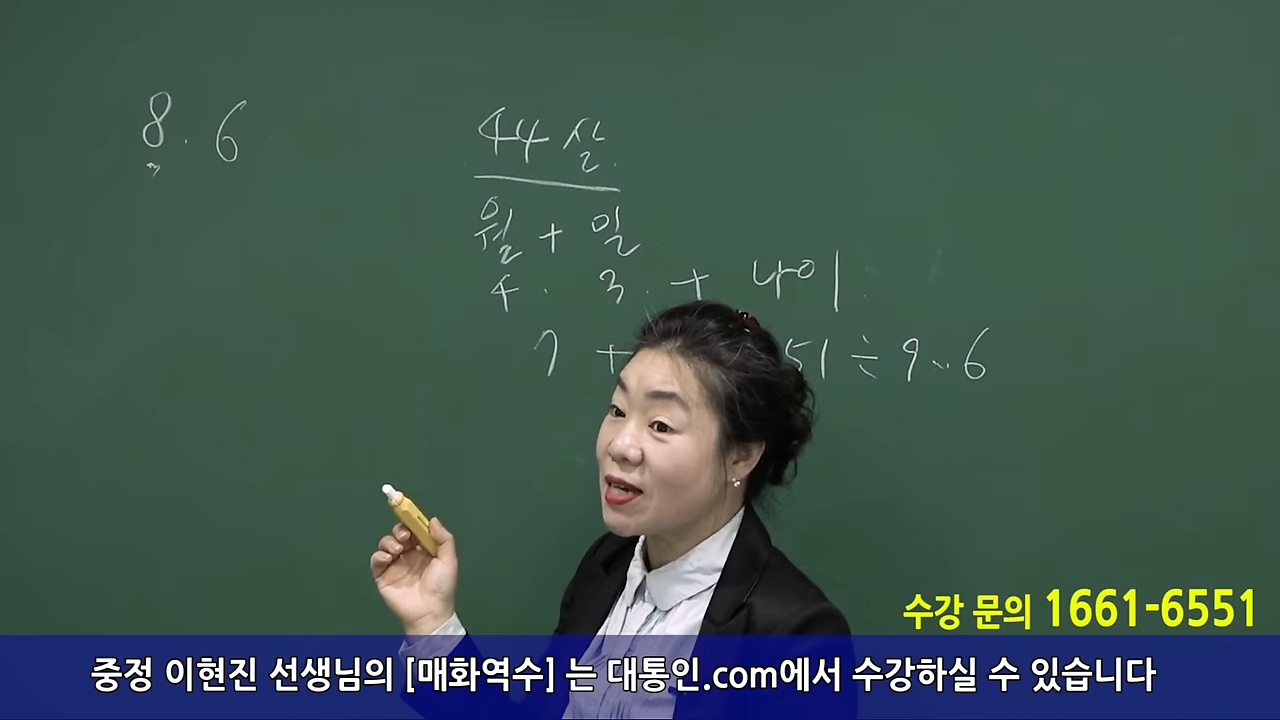 8. 6
44살.
월 + 일
4. 3. + 나이.
7 + 51 ÷ 9 … 6
수강 문의 1661-6551
중정 이현진 선생님의 [매화역수] 는 대통인.com에서 수강하실 수 있습니다